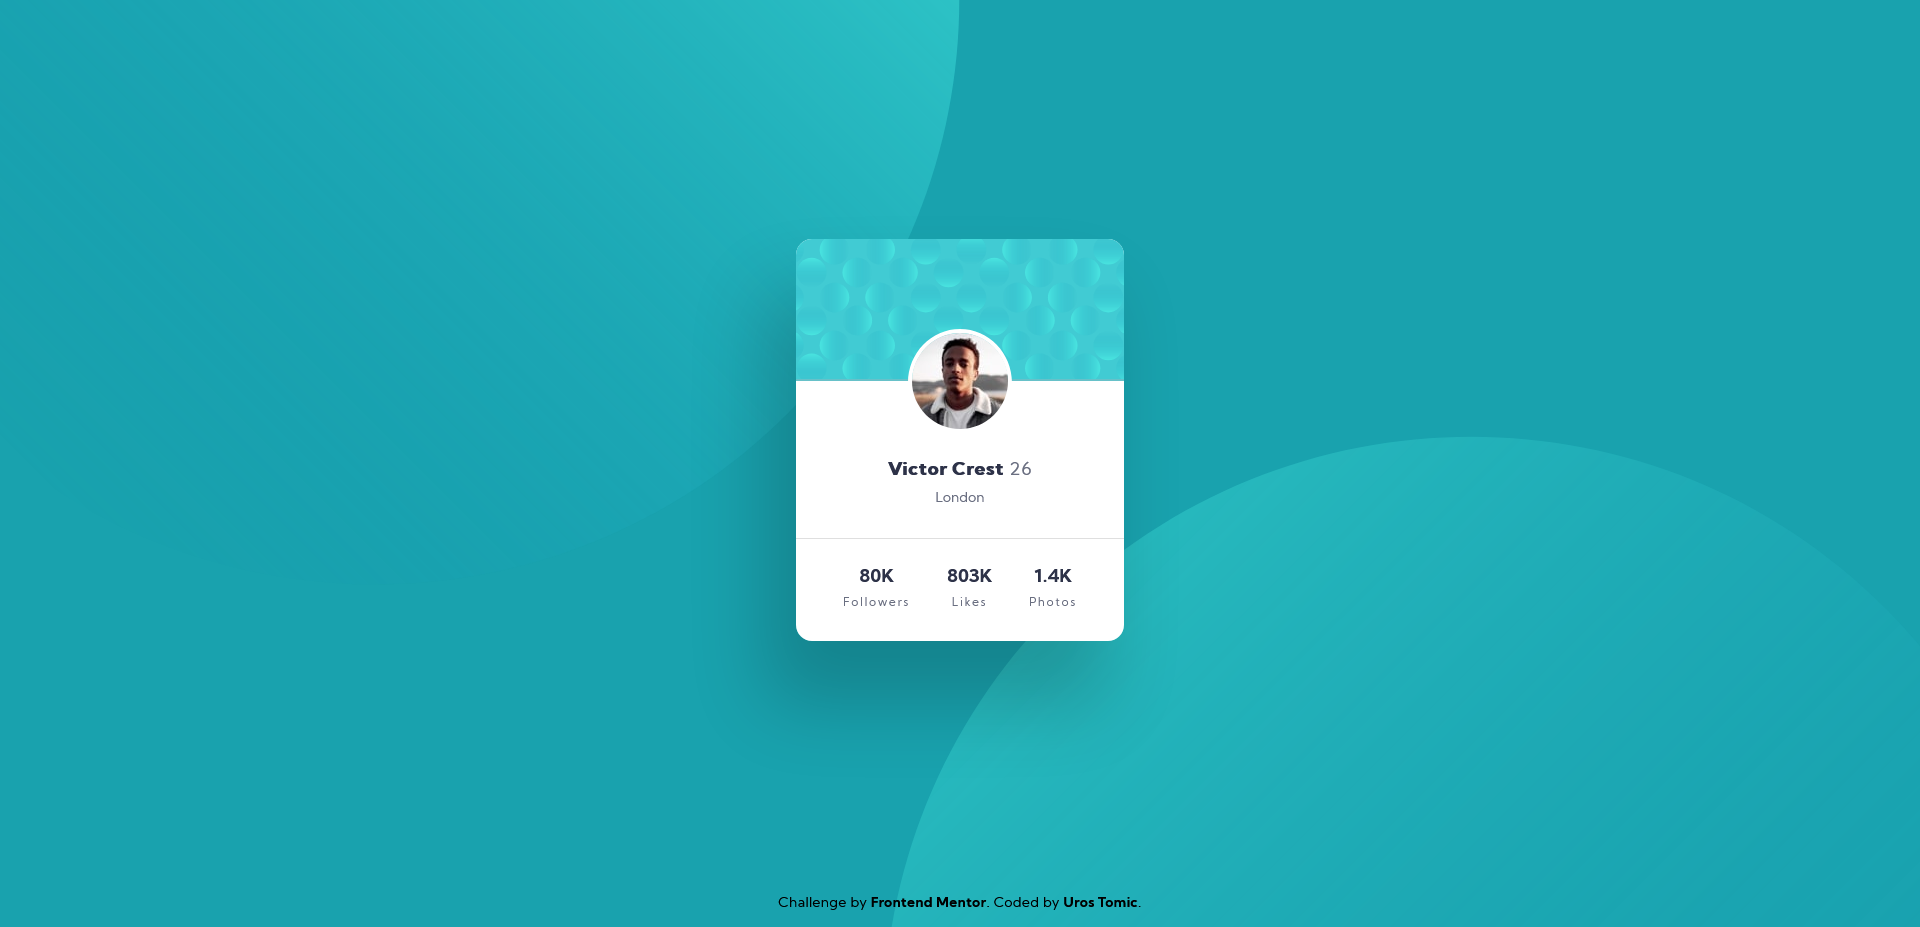 Victor Crest 26
London
80K 803K 1.4K
Followers Likes Photos
Challenge by Frontend Mentor. Coded by Uros Tomic.